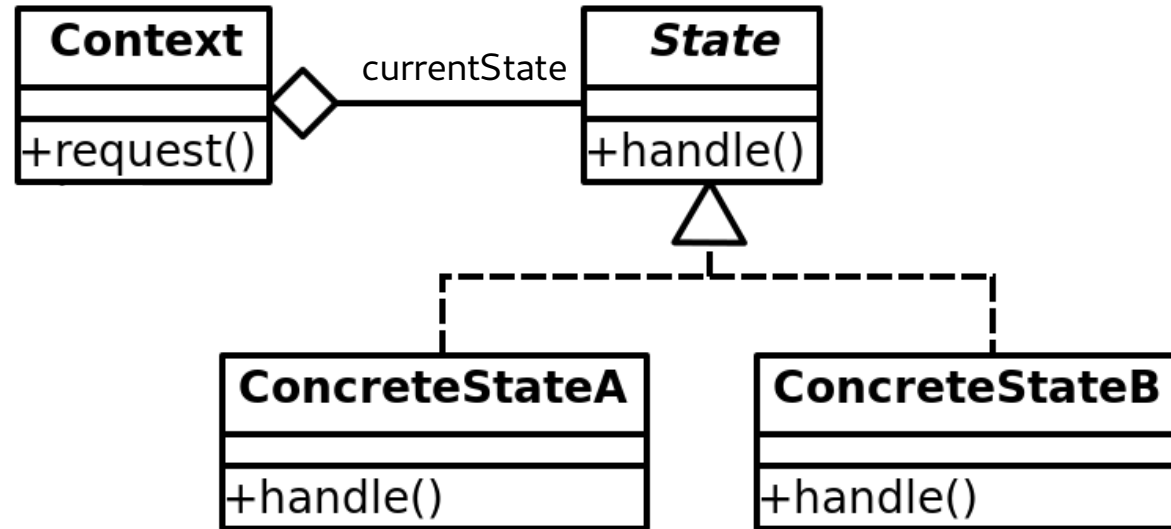 Context
State
currentState
+request()
+handle()
ConcreteStateA
ConcreteStateB
+handle()
+handle()